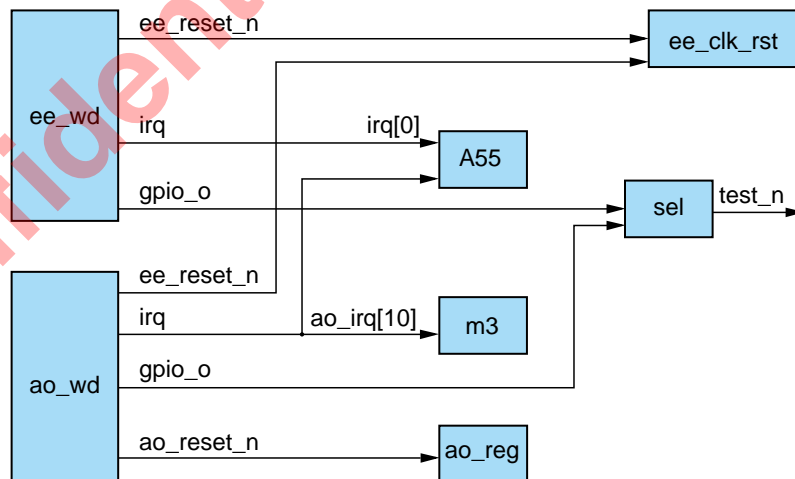 ee_reset_n
ee_clk_rst
ee_wd
irq
irq[0]
A55
gpio_o
sel
test_n
ee_reset_n
irq
ao_irq[10]
m3
ao_wd
gpio_o
ao_reset_n
ao_reg